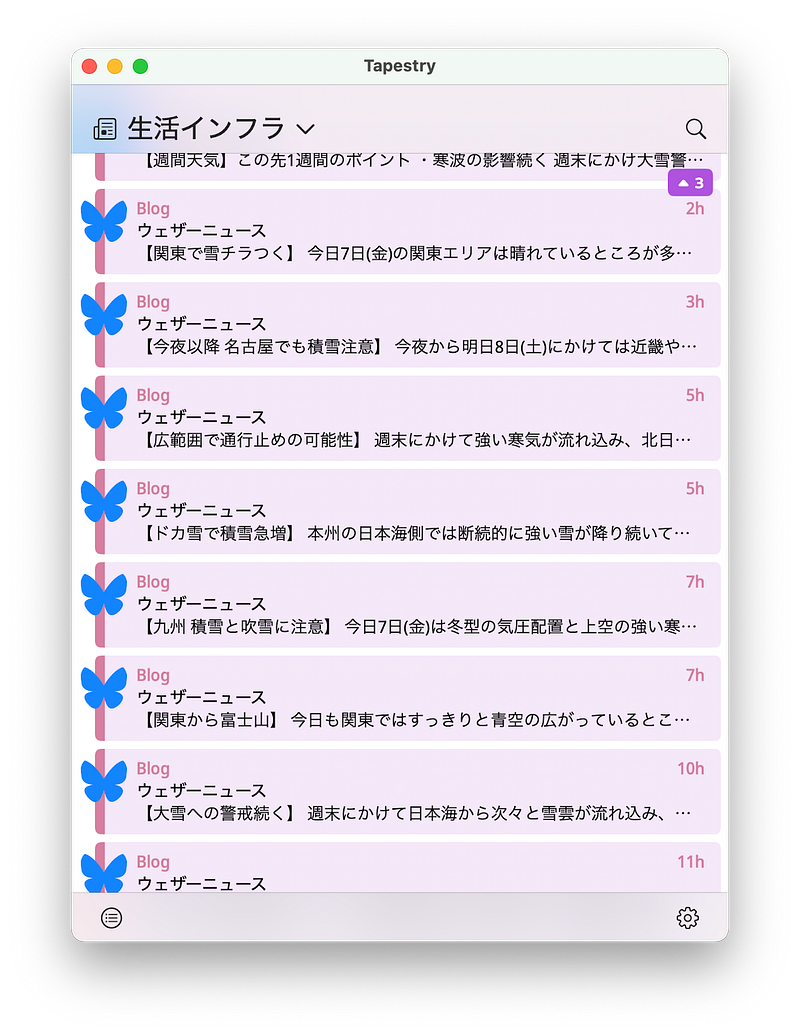 Tapestry
生活インフラ
【週間天気】この先1週間のポイント ・寒波の影響続く 週末にかけ大雪警…
3
Blog
2h
ウェザーニュース
【関東で雪チラつく】 今日7日(金)の関東エリアは晴れているところが多…
Blog
3h
ウェザーニュース
【今夜以降 名古屋でも積雪注意】 今夜から明日8日(土)にかけては近畿や…
Blog
5h
ウェザーニュース
【広範囲で通行止めの可能性】 週末にかけて強い寒気が流れ込み、北日…
Blog
5h
ウェザーニュース
【ドカ雪で積雪急増】 本州の日本海側では断続的に強い雪が降り続いて…
Blog
7h
ウェザーニュース
【九州 積雪と吹雪に注意】 今日7日(金)は冬型の気圧配置と上空の強い寒…
Blog
7h
ウェザーニュース
【関東から富士山】 今日も関東ではすっきりと青空の広がっているとこ…
Blog
10h
ウェザーニュース
【大雪への警戒続く】 週末にかけて日本海から次々と雪雲が流れ込み、…
Blog
11h
ウェザーニュース